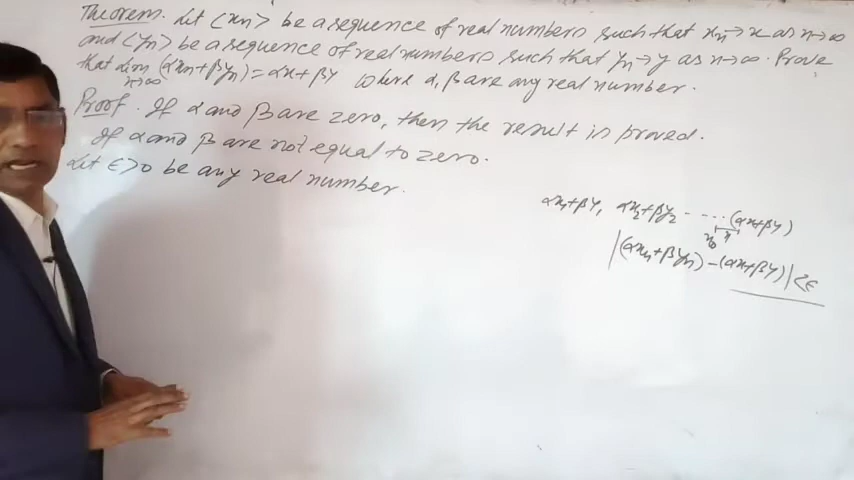 Theorem. Let <xn> be a sequence of real numbers such that xn→x as n→∞
and <yn> be a sequence of real numbers such that yn→y as n→∞. Prove
that lim n→∞ (αxn+βyn)=αx+βy where α, β are any real number.
Proof. If α and β are zero, then the result is proved.
If α and β are not equal to zero.
Let ϵ>0 be any real number.
αx1+βy1, αx2+βy2 ------(αx+βy)
n0 n
|(αxn+βyn)-(αx+βy)|<ϵ